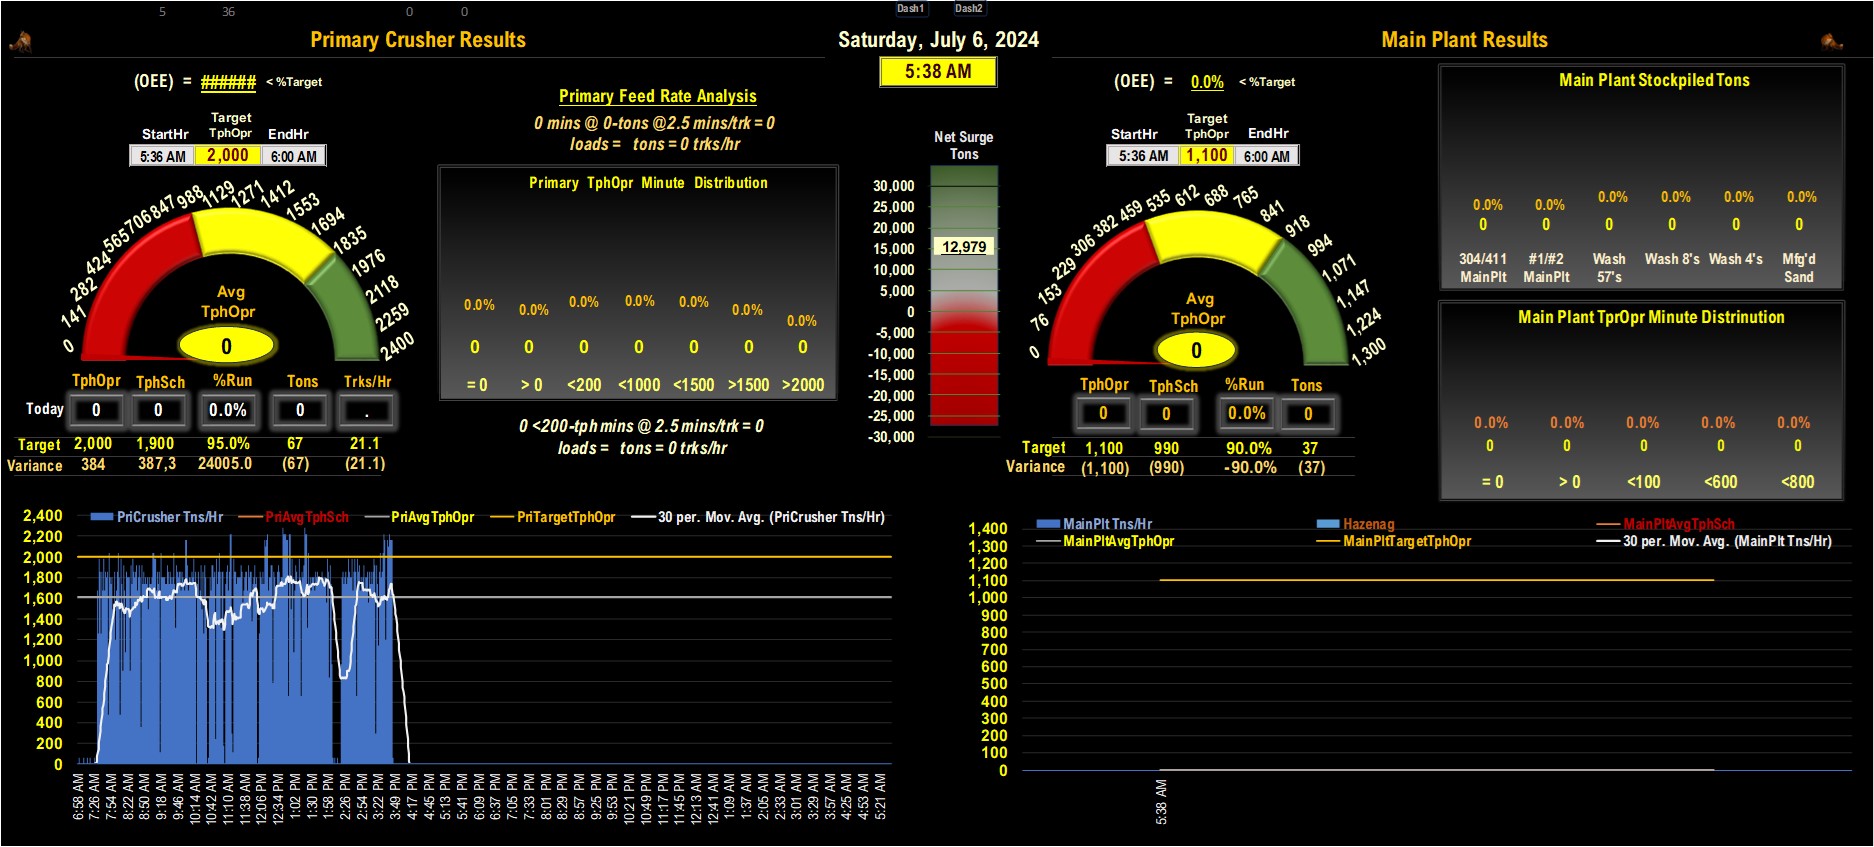 5 36 0 0 Dash1 Dash2
Primary Crusher Results
Saturday, July 6, 2024
Main Plant Results
5:38 AM
(OEE) = ###### < %Target
Target
StartHr TphOpr EndHr
5:36 AM 2,000 6:00 AM
0 141 282 424 565 706 847 988 1129 1271 1412 1553 1694 1835 1976 2118 2259 2400
Avg
TphOpr
0
TphOpr TphSch %Run Tons Trks/Hr
Today 0 0 0.0% 0 .
Target 2,000 1,900 95.0% 67 21.1
Variance 384 387,3 24005.0 (67) (21.1)
Primary Feed Rate Analysis
0 mins @ 0-tons @2.5 mins/trk = 0
loads = tons = 0 trks/hr
Primary TphOpr Minute Distribution
0.0% 0.0% 0.0% 0.0% 0.0% 0.0% 0.0%
0 0 0 0 0 0 0
= 0 > 0 <200 <1000 <1500 >1500 >2000
0 <200-tph mins @ 2.5 mins/trk = 0
loads = tons = 0 trks/hr
Net Surge
Tons
30,000
25,000
20,000
15,000
12,979
10,000
5,000
0
-5,000
-10,000
-15,000
-20,000
-25,000
-30,000
(OEE) = 0.0% < %Target
Target
StartHr TphOpr EndHr
5:36 AM 1,100 6:00 AM
0 76 153 229 306 382 459 535 612 688 765 841 918 994 1,071 1,147 1,224 1,300
Avg
TphOpr
0
TphOpr TphSch %Run Tons
0 0 0.0% 0
Target 1,100 990 90.0% 37
Variance (1,100) (990) -90.0% (37)
Main Plant Stockpiled Tons
0.0% 0.0% 0.0% 0.0% 0.0% 0.0%
0 0 0 0 0 0
304/411 #1/#2 Wash Wash 8's Wash 4's Mfg'd
MainPlt MainPlt 57's Sand
Main Plant TprOpr Minute Distrinution
0.0% 0.0% 0.0% 0.0% 0.0%
0 0 0 0 0
= 0 > 0 <100 <600 <800
PriCrusher Tns/Hr PriAvgTphSch PriAvgTphOpr PriTargetTphOpr 30 per. Mov. Avg. (PriCrusher Tns/Hr)
2,400
2,200
2,000
1,800
1,600
1,400
1,200
1,000
800
600
400
200
0
6:58 AM 7:26 AM 7:54 AM 8:22 AM 8:50 AM 9:18 AM 9:46 AM 10:14 AM 10:42 AM 11:10 AM 11:38 AM 12:06 PM 12:34 PM 1:02 PM 1:30 PM 1:58 PM 2:26 PM 2:54 PM 3:22 PM 3:49 PM 4:17 PM 4:45 PM 5:13 PM 5:41 PM 6:09 PM 6:37 PM 7:05 PM 7:33 PM 8:01 PM 8:29 PM 8:57 PM 9:25 PM 9:53 PM 10:21 PM 10:49 PM 11:17 PM 11:45 PM 12:13 AM 12:41 AM 1:09 AM 1:37 AM 2:05 AM 2:33 AM 3:01 AM 3:29 AM 3:57 AM 4:25 AM 4:53 AM 5:21 AM
MainPlt Tns/Hr Hazenag MainPltAvgTphSch
MainPltAvgTphOpr MainPltTargetTphOpr 30 per. Mov. Avg. (MainPlt Tns/Hr)
1,400
1,300
1,200
1,100
1,000
900
800
700
600
500
400
300
200
100
0
5:38 AM